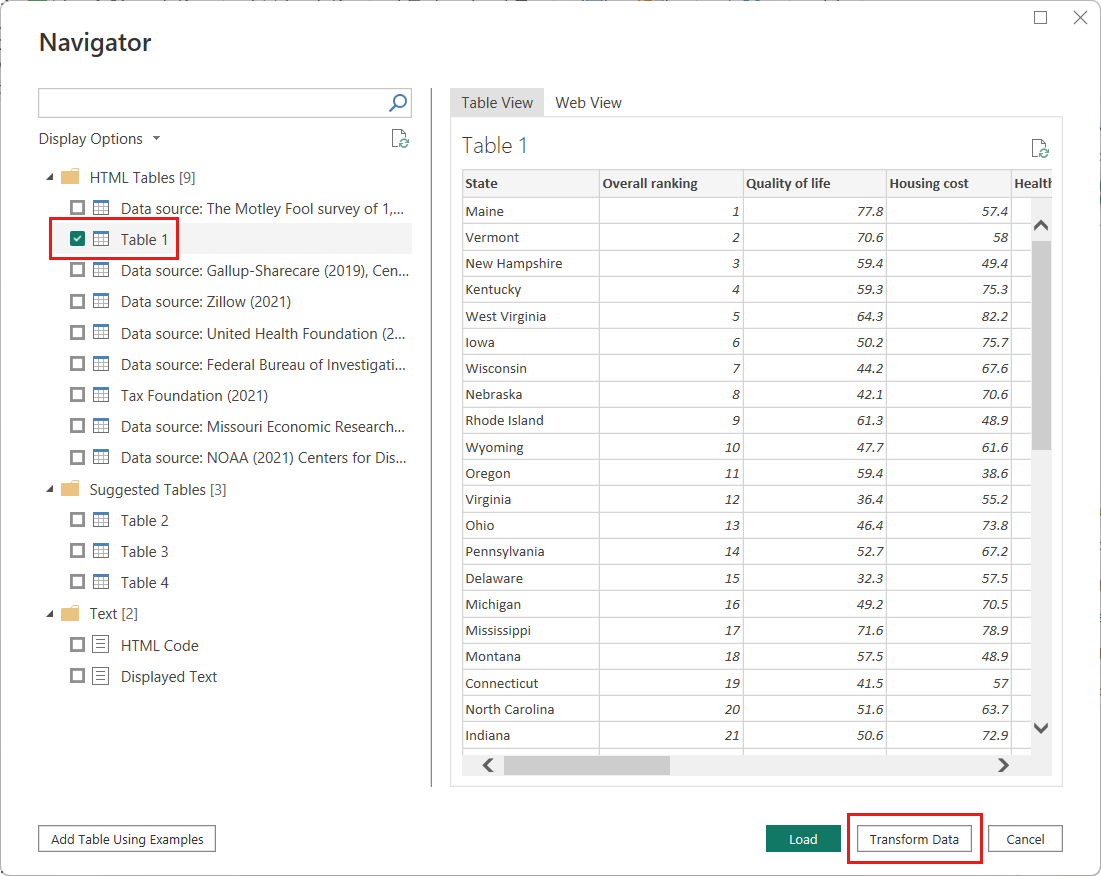 Navigator
Display Options
HTML Tables [9]
Data source: The Motley Fool survey of 1,...
Table 1
Data source: Gallup-Sharecare (2019), Cen...
Data source: Zillow (2021)
Data source: United Health Foundation (2...
Data source: Federal Bureau of Investigati...
Tax Foundation (2021)
Data source: Missouri Economic Research...
Data source: NOAA (2021) Centers for Dis...
Suggested Tables [3]
Table 2
Table 3
Table 4
Text [2]
HTML Code
Displayed Text
Table View Web View
Table 1
State Overall ranking Quality of life Housing cost Health
Maine 1 77.8 57.4
Vermont 2 70.6 58
New Hampshire 3 59.4 49.4
Kentucky 4 59.3 75.3
West Virginia 5 64.3 82.2
Iowa 6 50.2 75.7
Wisconsin 7 44.2 67.6
Nebraska 8 42.1 70.6
Rhode Island 9 61.3 48.9
Wyoming 10 47.7 61.6
Oregon 11 59.4 38.6
Virginia 12 36.4 55.2
Ohio 13 46.4 73.8
Pennsylvania 14 52.7 67.2
Delaware 15 32.3 57.5
Michigan 16 49.2 70.5
Mississippi 17 71.6 78.9
Montana 18 57.5 48.9
Connecticut 19 41.5 57
North Carolina 20 51.6 63.7
Indiana 21 50.6 72.9
Add Table Using Examples Load Transform Data Cancel